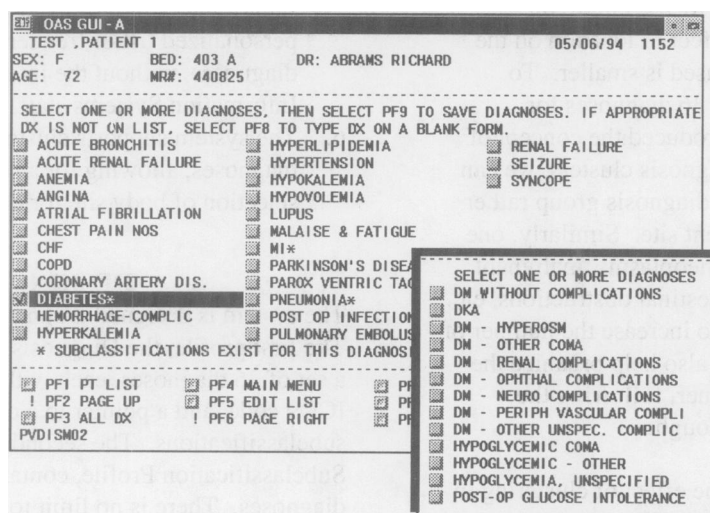 OAS GUI - A
TEST ,PATIENT 1 05/06/94 1152
SEX: F BED: 403 A DR: ABRAMS RICHARD
AGE: 72 MR# 440825
SELECT ONE OR MORE DIAGNOSES, THEN SELECT PF9 TO SAVE DIAGNOSES. IF APPROPRIATE
DX IS NOT ON LIST, SELECT PF8 TO TYPE DX ON A BLANK FORM.
ACUTE BRONCHITIS HYPERLIPIDEMIA RENAL FAILURE
ACUTE RENAL FAILURE HYPERTENSION SEIZURE
ANEMIA HYPOKALEMIA SYNCOPE
ANGINA HYPOVOLEMIA
ATRIAL FIBRILLATION LUPUS
CHEST PAIN NOS MALAISE & FATIGUE
CHF MI*
COPD PARKINSON'S DISEA
CORONARY ARTERY DIS. PAROX VENTRIC TAC
DIABETES* PNEUMONIA*
HEMORRHAGE-COMPLIC POST OP INFECTION
HYPERKALEMIA PULMONARY EMBOLUS
* SUBCLASSIFICATIONS EXIST FOR THIS DIAGNOSI
PF1 PT LIST PF4 MAIN MENU
! PF2 PAGE UP PF5 EDIT LIST
PF3 ALL DX ! PF6 PAGE RIGHT
PVDISM02
SELECT ONE OR MORE DIAGNOSES
DM WITHOUT COMPLICATIONS
DKA
DM - HYPEROSM
DM - OTHER COMA
DM - RENAL COMPLICATIONS
DM - OPHTHAL COMPLICATIONS
DM - NEURO COMPLICATIONS
DM - PERIPH VASCULAR COMPLI
DM - OTHER UNSPEC. COMPLIC
HYPOGLYCEMIC COMA
HYPOGLYCEMIC - OTHER
HYPOGLYCEMIA, UNSPECIFIED
POST-OP GLUCOSE INTOLERANCE